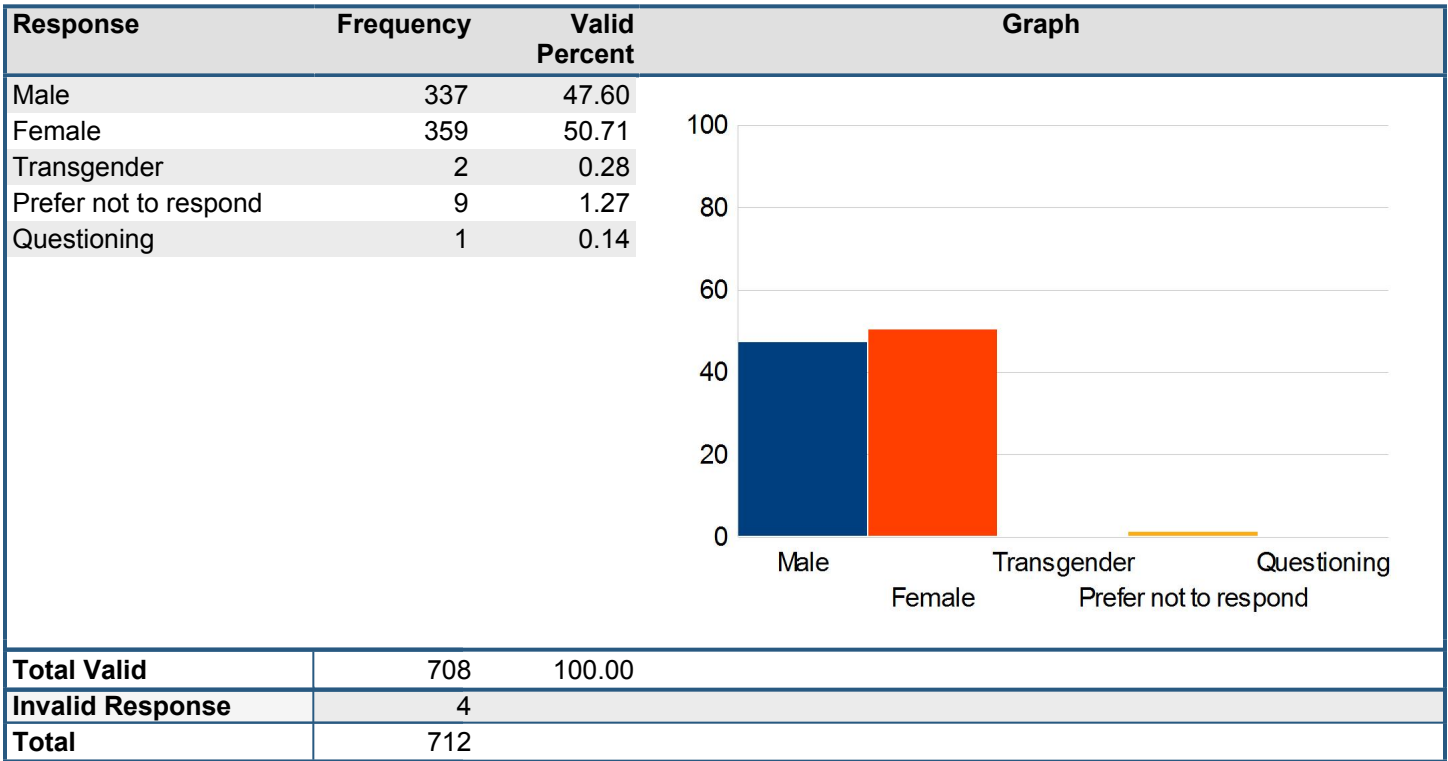 Response Frequency Valid Percent Graph
Male 337 47.60
Female 359 50.71
Transgender 2 0.28
Prefer not to respond 9 1.27
Questioning 1 0.14
100
80
60
40
20
0
Male Transgender Questioning
Female Prefer not to respond
Total Valid 708 100.00
Invalid Response 4
Total 712